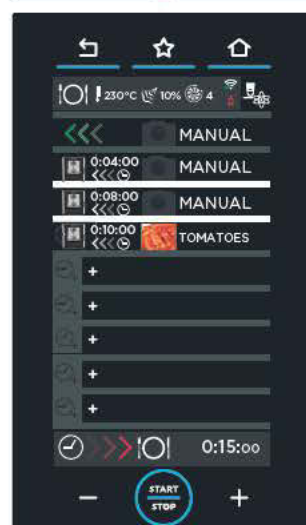 230°C 10% 4
MANUAL
0:04:00 MANUAL
0:08:00 MANUAL
0:10:00 TOMATOES
+
+
+
+
+
0:15:00
− START STOP +